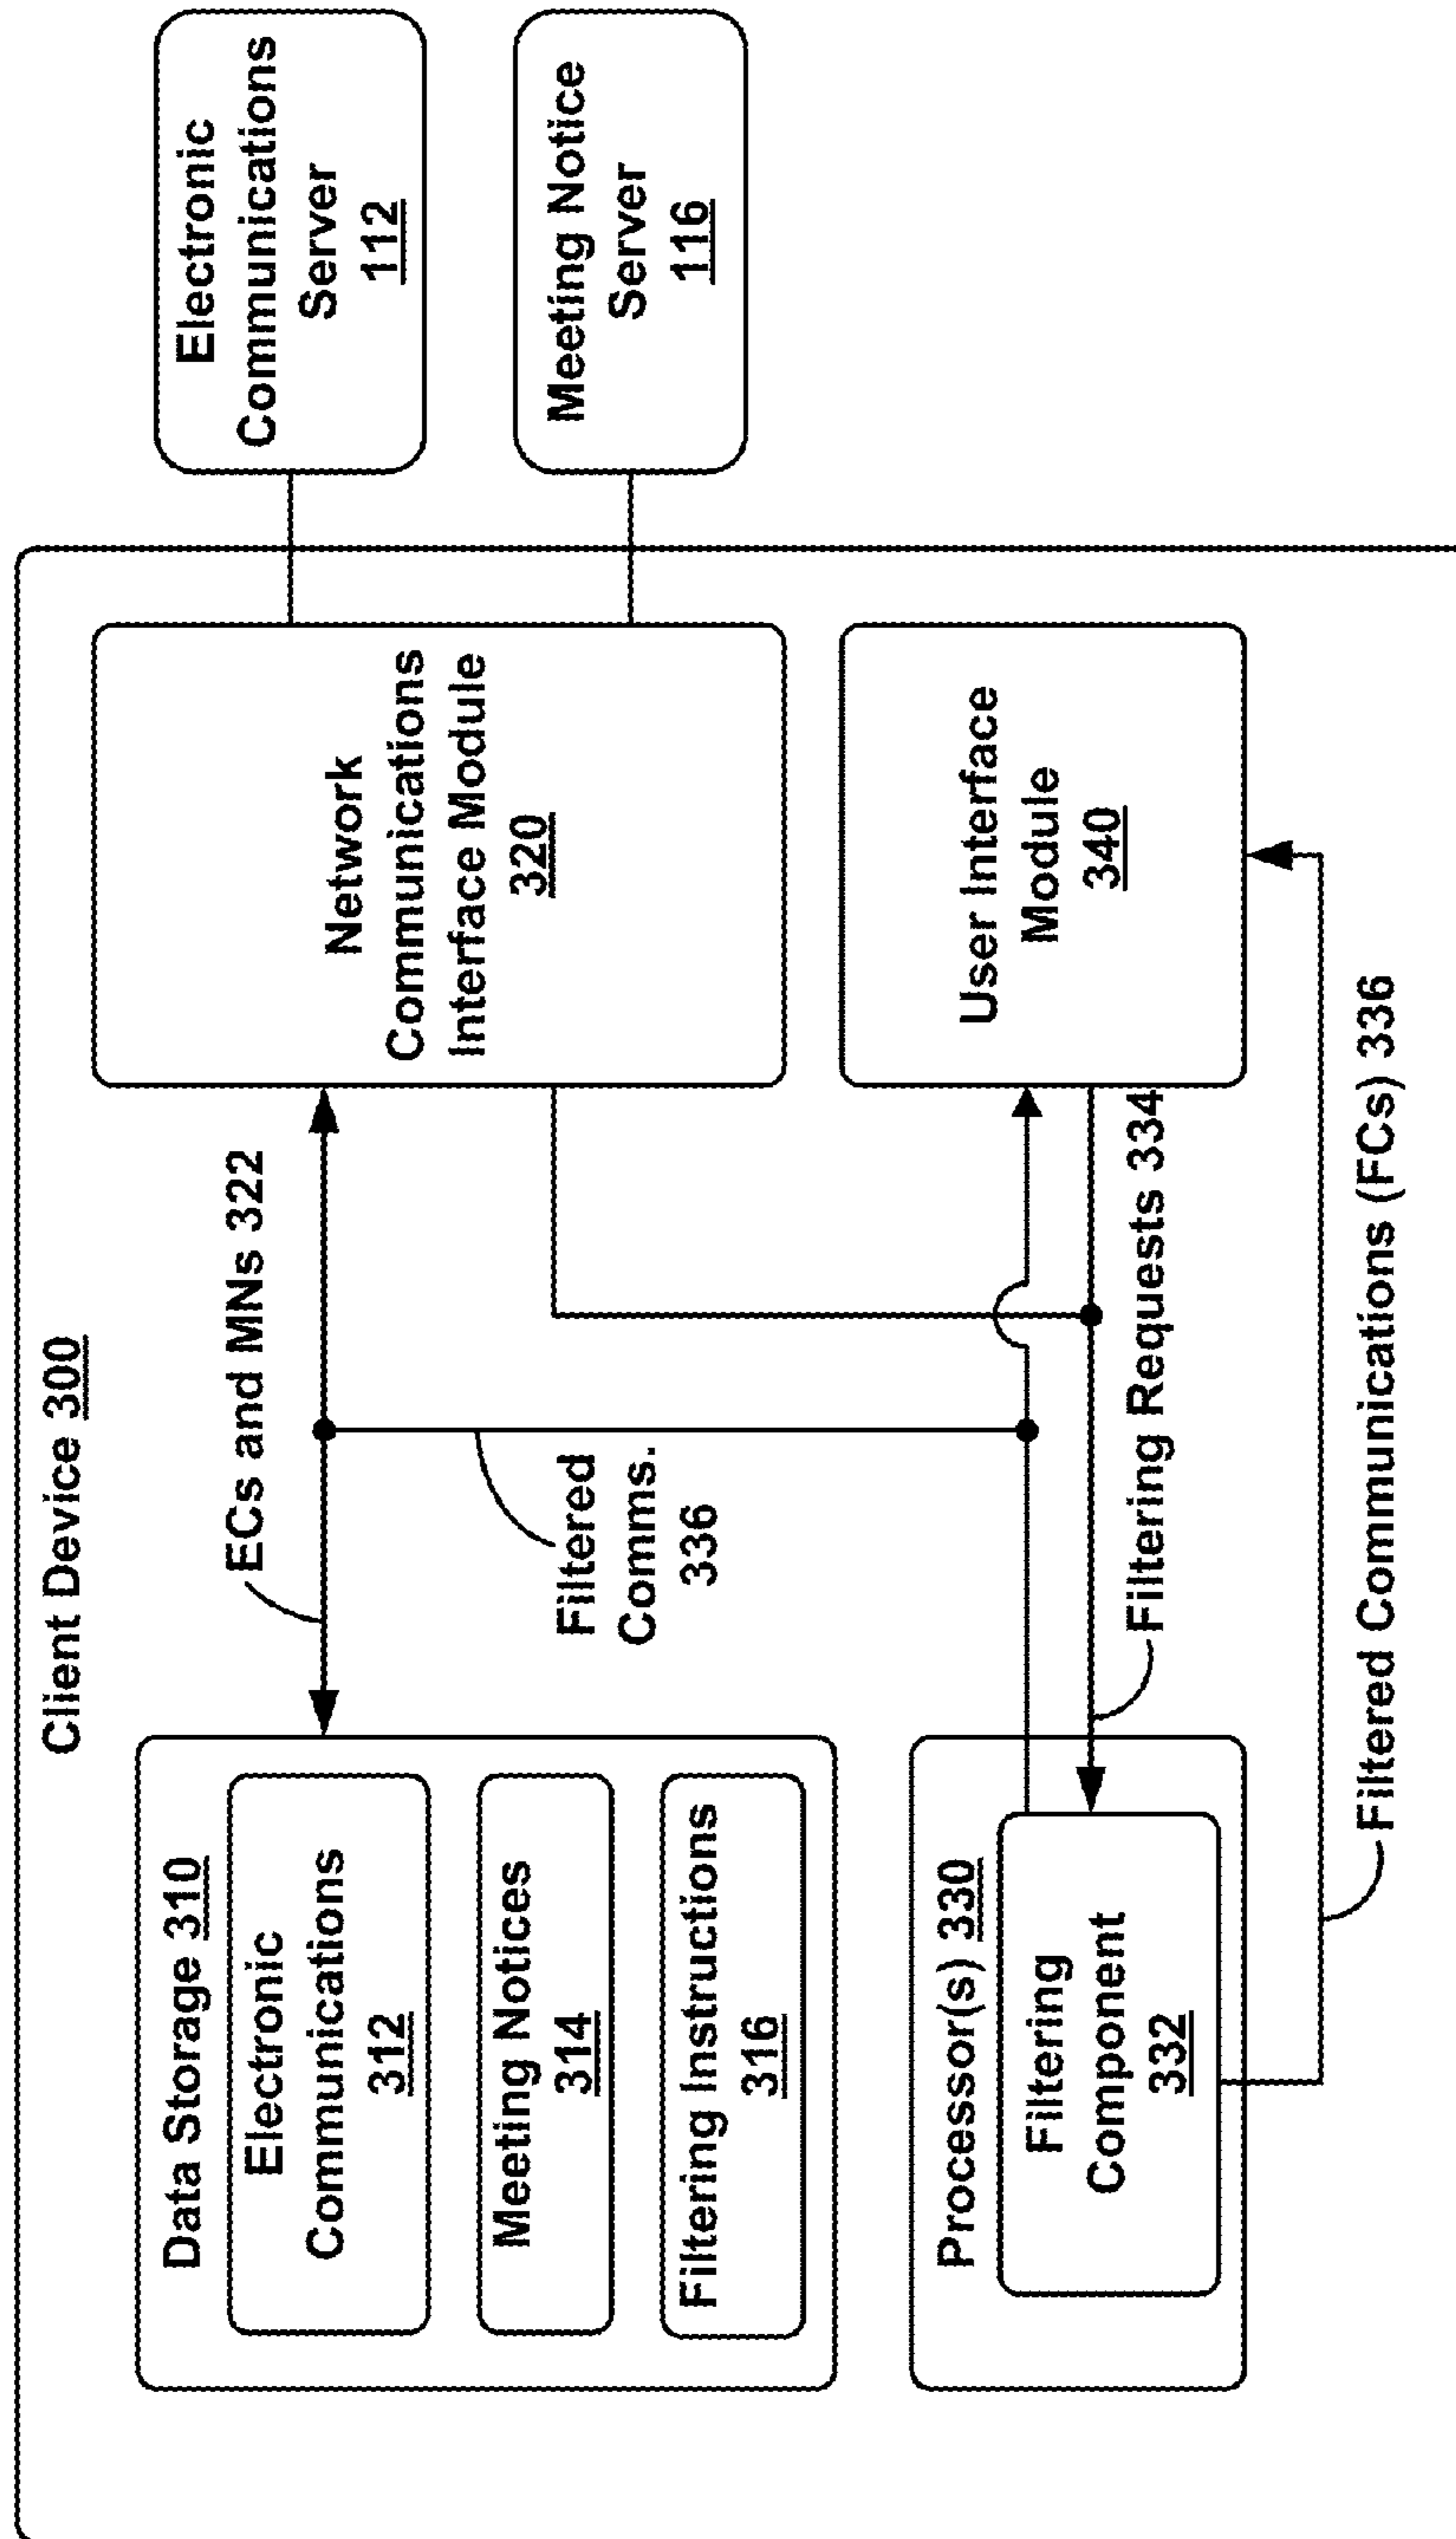 Client Device 300
Data Storage 310
Electronic
Communications
312
Meeting Notices
314
Filtering Instructions
316
ECs and MNs 322
Filtered
Comms.
336
Network
Communications
Interface Module
320
Electronic
Communications
Server
112
Meeting Notice
Server
116
Processor(s) 330
Filtering
Component
332
Filtering Requests 334
User Interface
Module
340
Filtered Communications (FCs) 336